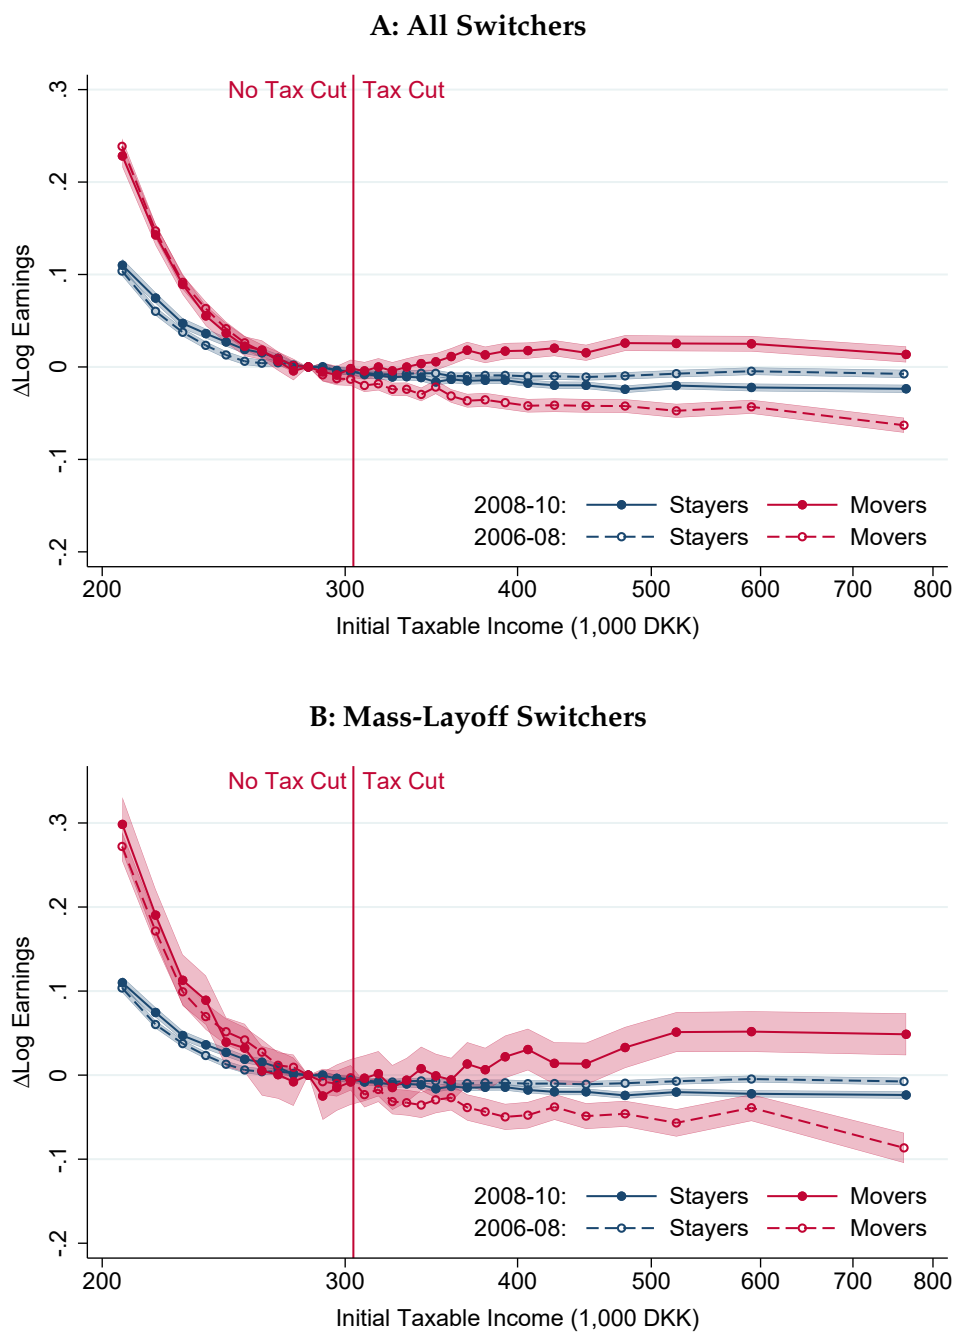 A: All Switchers
No Tax Cut Tax Cut
.3
.2
.1
0
-.1
-.2
ΔLog Earnings
2008-10: Stayers Movers
2006-08: Stayers Movers
200 300 400 500 600 700 800
Initial Taxable Income (1,000 DKK)
B: Mass-Layoff Switchers
No Tax Cut Tax Cut
.3
.2
.1
0
-.1
-.2
ΔLog Earnings
2008-10: Stayers Movers
2006-08: Stayers Movers
200 300 400 500 600 700 800
Initial Taxable Income (1,000 DKK)